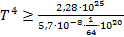 T⁴ ≥ 2,28·10²⁵ / 5,7·10⁻⁸·1/64·10²⁰